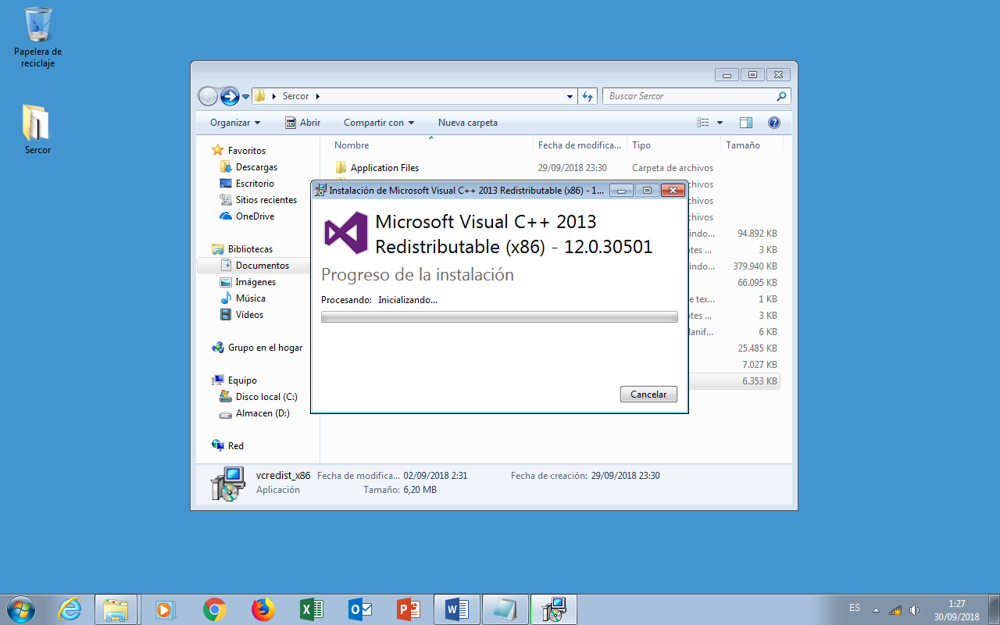 Papelera de
reciclaje
Sercor
Sercor
Buscar Sercor
Organizar
Abrir
Compartir con
Nueva carpeta
Nombre
Fecha de modifica...
Tipo
Tamaño
Favoritos
Descargas
Escritorio
Sitios recientes
OneDrive
Bibliotecas
Documentos
Imágenes
Música
Vídeos
Grupo en el hogar
Equipo
Disco local (C:)
Almacen (D:)
Red
Application Files
29/09/2018 23:30
Carpeta de archivos
archivos
archivos
archivos
indo...
94.892 KB
otes ...
3 KB
indo...
379.940 KB
66.095 KB
e tex...
1 KB
otes ...
3 KB
Manif...
6 KB
25.485 KB
7.027 KB
6.353 KB
Instalación de Microsoft Visual C++ 2013 Redistributable (x86) - 1...
Microsoft Visual C++ 2013
Redistributable (x86) - 12.0.30501
Progreso de la instalación
Procesando: Inicializando...
Cancelar
vcredist_x86
Fecha de modifica... 02/09/2018 2:31
Fecha de creación: 29/09/2018 23:30
Aplicación
Tamaño: 6,20 MB
ES
1:27
30/09/2018